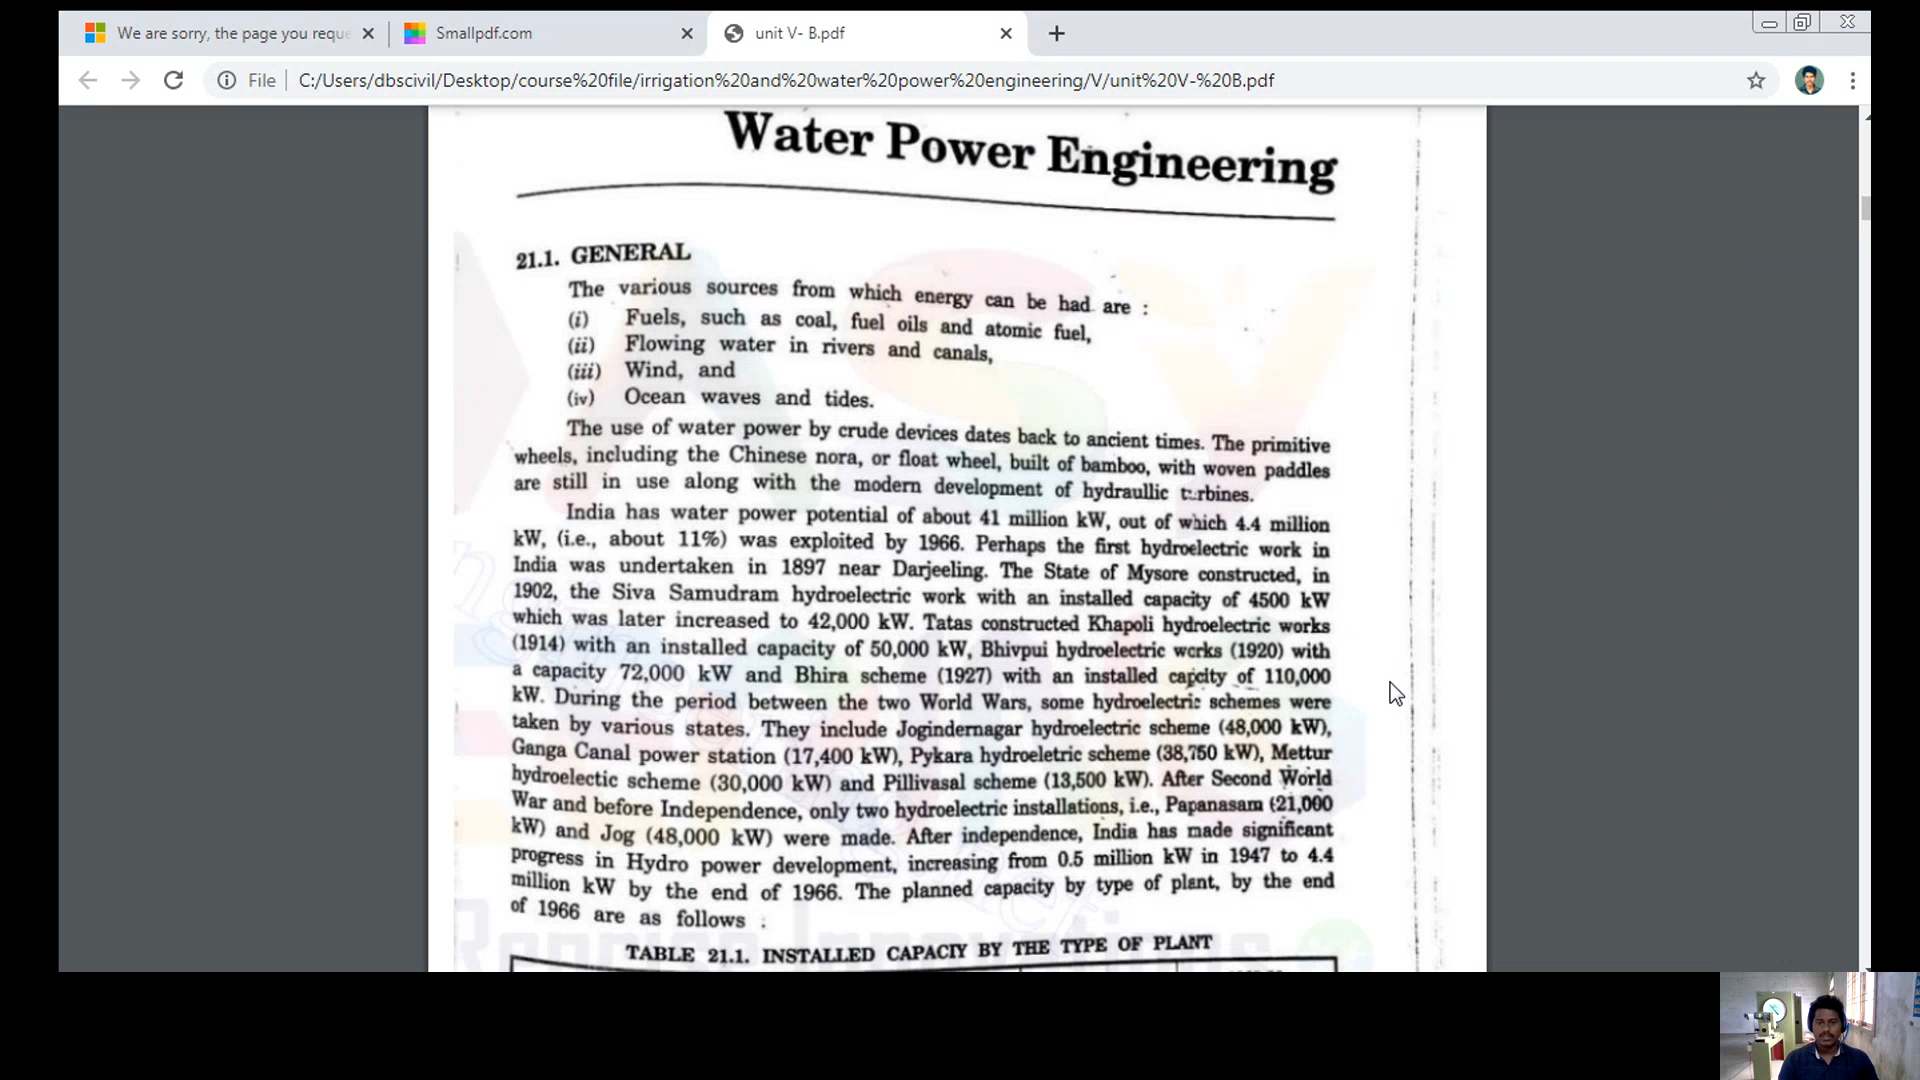 We are sorry, the page you reque
Smallpdf.com
unit V- B.pdf
File
C:/Users/dbscivil/Desktop/course%20file/irrigation%20and%20water%20power%20engineering/V/unit%20V-%20B.pdf
Water Power Engineering
21.1. GENERAL
The various sources from which energy can be had are :
(i) Fuels, such as coal, fuel oils and atomic fuel,
(ii) Flowing water in rivers and canals,
(iii) Wind, and
(iv) Ocean waves and tides.
The use of water power by crude devices dates back to ancient times. The primitive
wheels, including the Chinese nora, or float wheel, built of bamboo, with woven paddles
are still in use along with the modern development of hydraullic turbines.
India has water power potential of about 41 million kW, out of which 4.4 million
kW, (i.e., about 11%) was exploited by 1966. Perhaps the first hydroelectric work in
India was undertaken in 1897 near Darjeeling. The State of Mysore constructed, in
1902, the Siva Samudram hydroelectric work with an installed capacity of 4500 kW
which was later increased to 42,000 kW. Tatas constructed Khapoli hydroelectric works
(1914) with an installed capacity of 50,000 kW, Bhivpui hydroelectric works (1920) with
a capacity 72,000 kW and Bhira scheme (1927) with an installed capcity of 110,000
kW. During the period between the two World Wars, some hydroelectric schemes were
taken by various states. They include Jogindernagar hydroelectric scheme (48,000 kW),
Ganga Canal power station (17,400 kW), Pykara hydroeletric scheme (38,750 kW), Mettur
hydroelectic scheme (30,000 kW) and Pillivasal scheme (13,500 kW). After Second World
War and before Independence, only two hydroelectric installations, i.e., Papanasam (21,000
kW) and Jog (48,000 kW) were made. After independence, India has made significant
progress in Hydro power development, increasing from 0.5 million kW in 1947 to 4.4
million kW by the end of 1966. The planned capacity by type of plant, by the end
of 1966 are as follows :
TABLE 21.1. INSTALLED CAPACIY BY THE TYPE OF PLANT